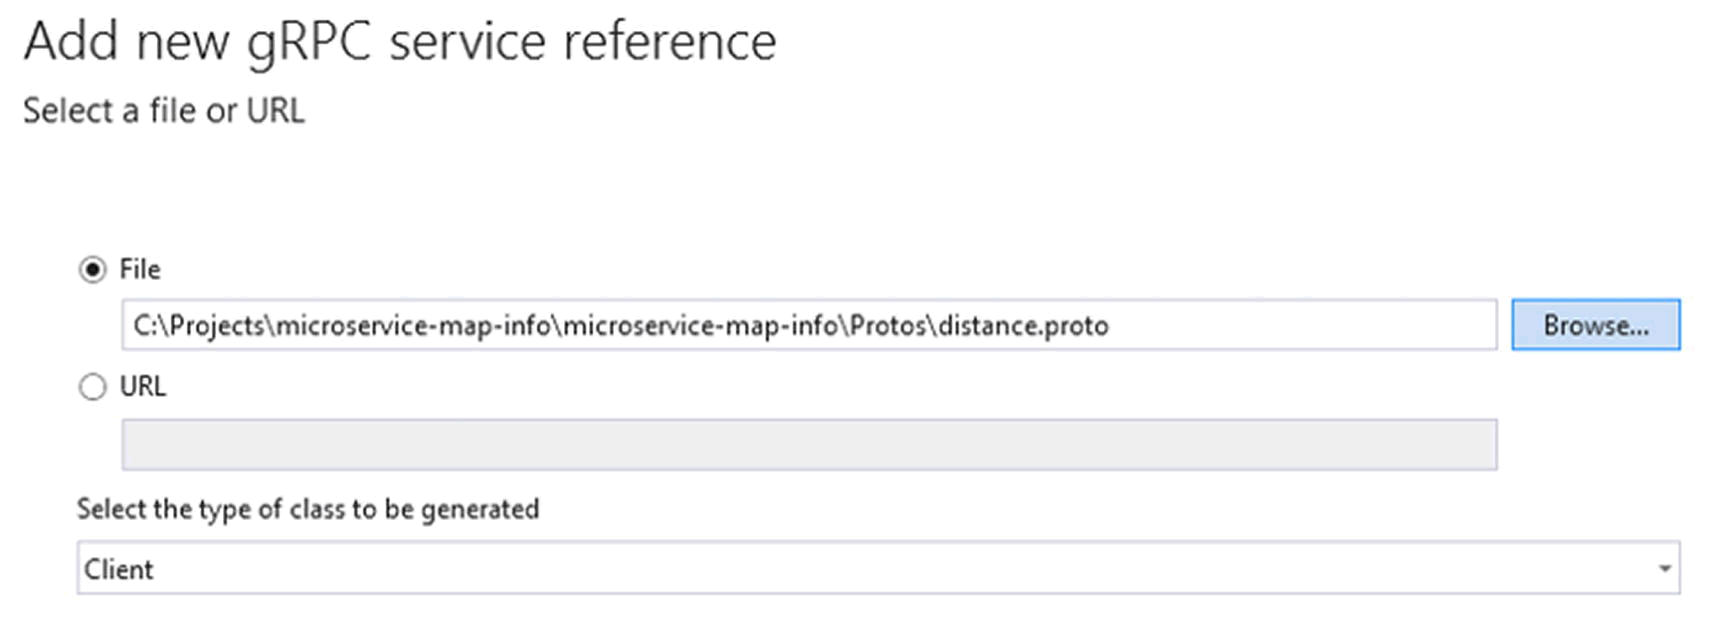 Add new gRPC service reference
Select a file or URL
File
C:\Projects\microservice-map-info\microservice-map-info\Protos\distance.proto
Browse...
URL
Select the type of class to be generated
Client